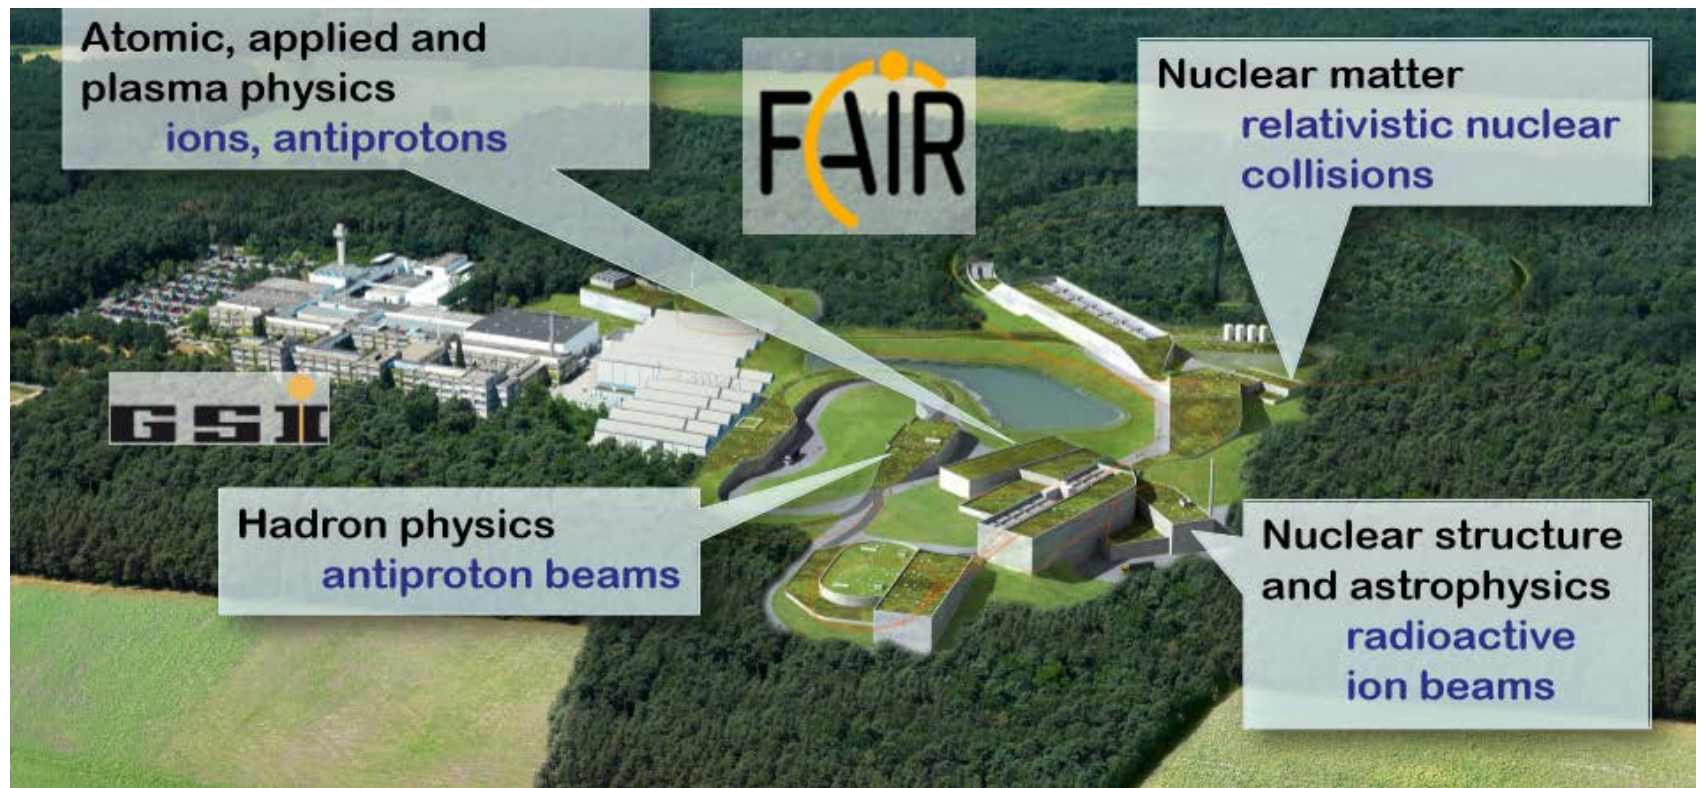 Atomic, applied and
plasma physics
ions, antiprotons
FAIR
Nuclear matter
relativistic nuclear
collisions
GSI
Hadron physics
antiproton beams
Nuclear structure
and astrophysics
radioactive
ion beams